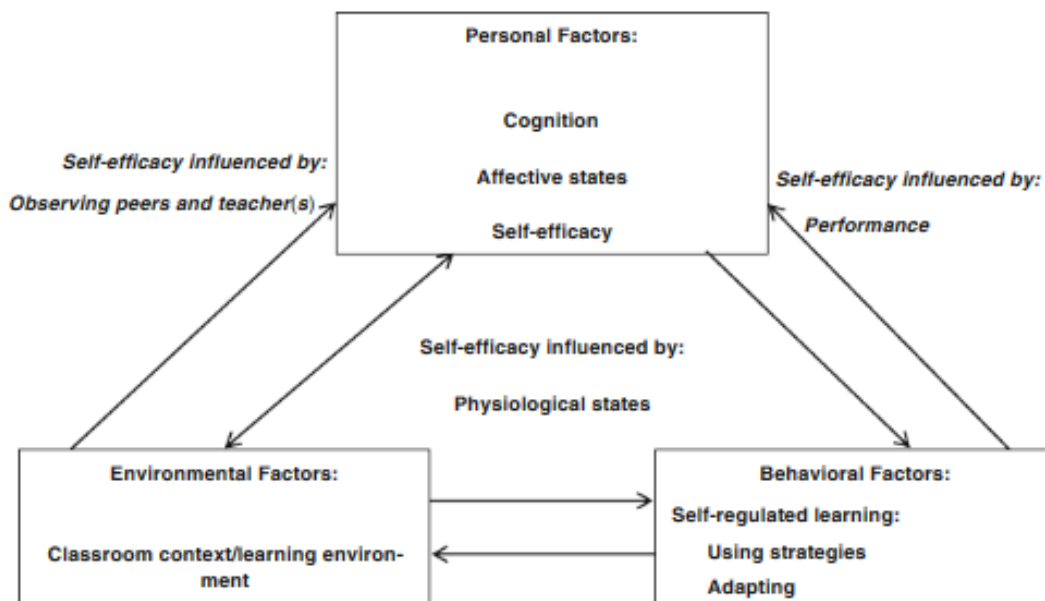 Personal Factors:
Cognition
Affective states
Self-efficacy
Self-efficacy influenced by:
Observing peers and teacher(s)
Self-efficacy influenced by:
Performance
Self-efficacy influenced by:
Physiological states
Environmental Factors:
Classroom context/learning environ-
ment
Behavioral Factors:
Self-regulated learning:
Using strategies
Adapting